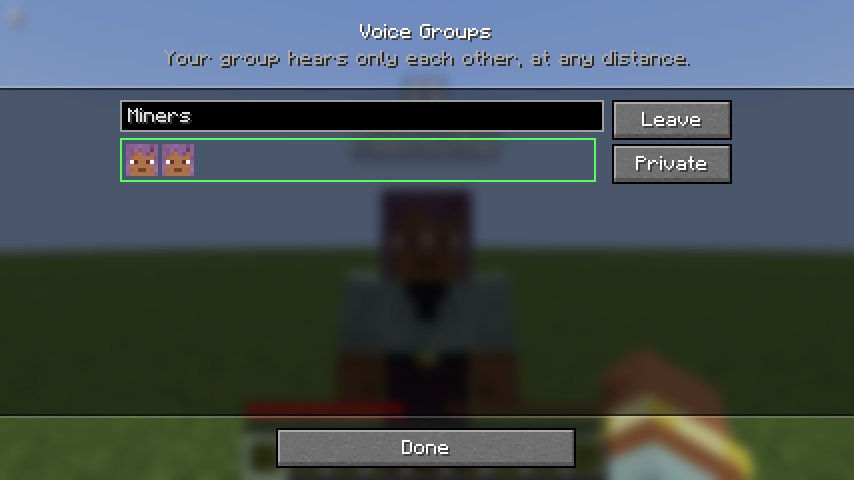 Voice Groups
Your group hears only each other, at any distance.
Miners
Leave
Private
Done